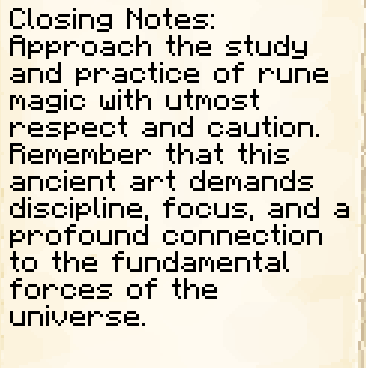 Closing Notes:
Approach the study
and practice of rune
magic with utmost
respect and caution.
Remember that this
ancient art demands
discipline, focus, and a
profound connection
to the fundamental
forces of the
universe.